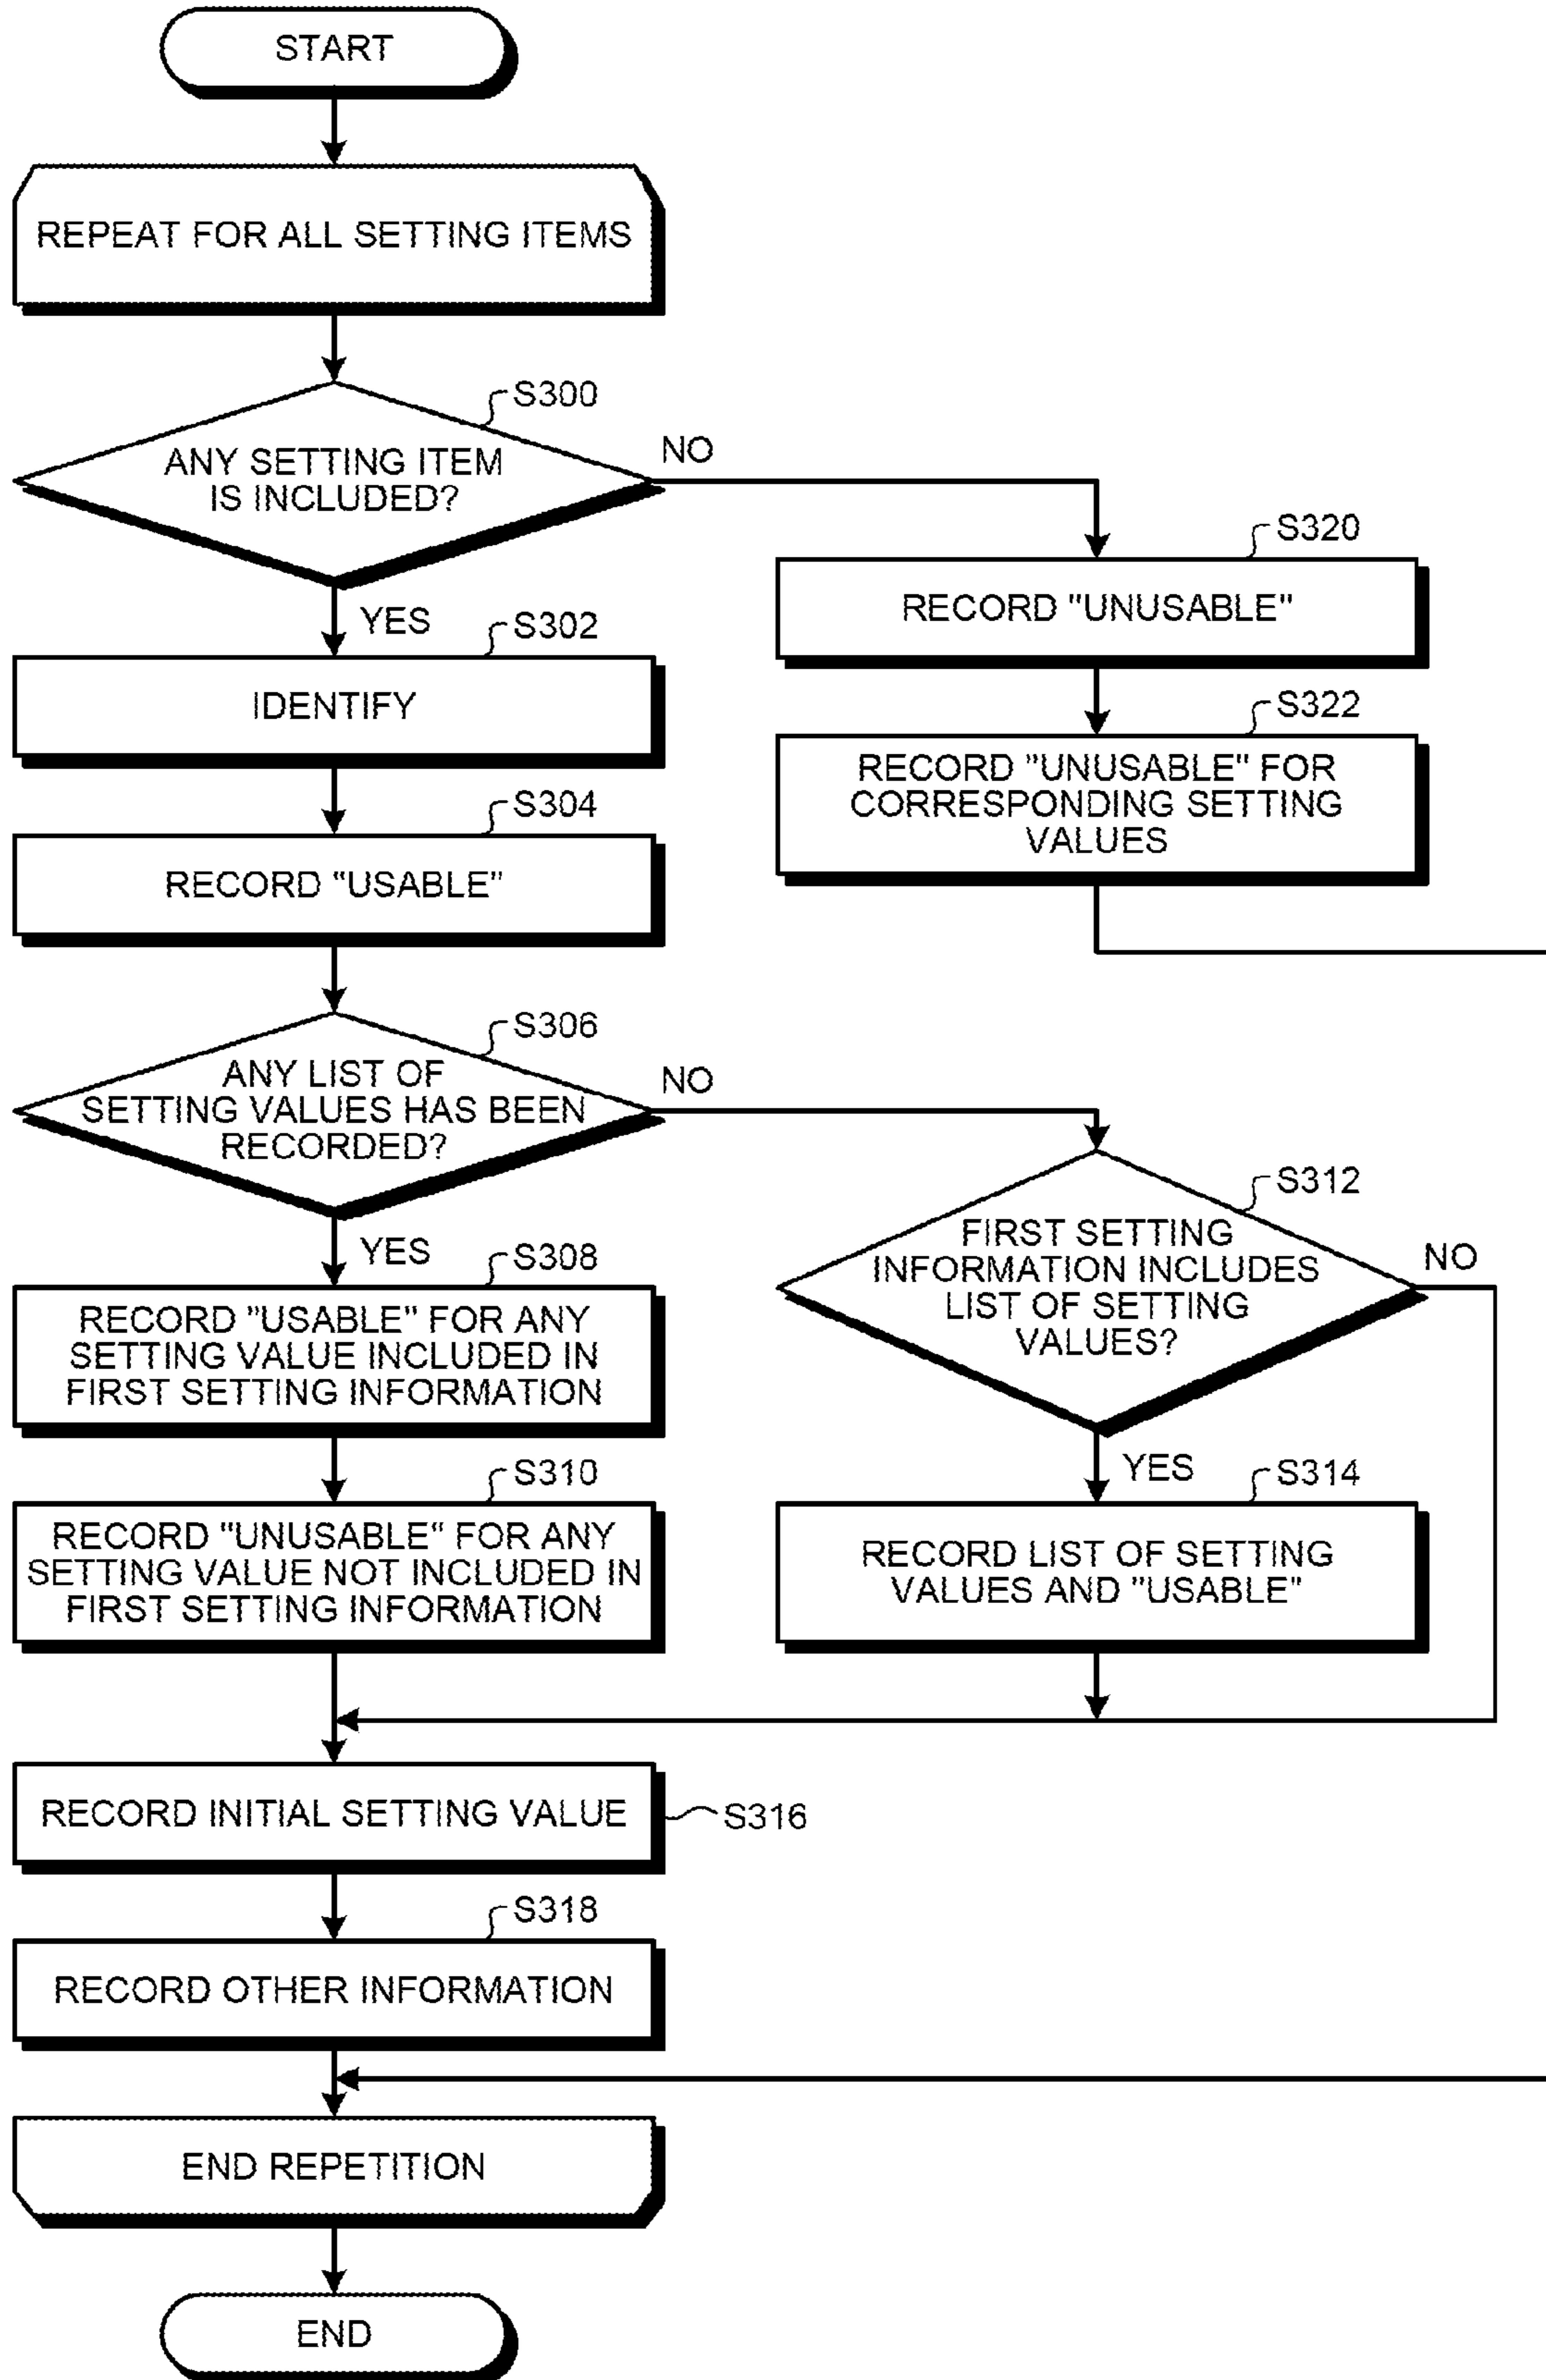 START
REPEAT FOR ALL SETTING ITEMS
S300
ANY SETTING ITEM
IS INCLUDED?
NO
YES
S320
RECORD "UNUSABLE"
S302
IDENTIFY
S322
RECORD "UNUSABLE" FOR
CORRESPONDING SETTING
VALUES
S304
RECORD "USABLE"
S306
ANY LIST OF
SETTING VALUES HAS BEEN
RECORDED?
NO
YES
S312
FIRST SETTING
INFORMATION INCLUDES
LIST OF SETTING
VALUES?
NO
YES
S308
RECORD "USABLE" FOR ANY
SETTING VALUE INCLUDED IN
FIRST SETTING INFORMATION
S310
RECORD "UNUSABLE" FOR ANY
SETTING VALUE NOT INCLUDED IN
FIRST SETTING INFORMATION
S314
RECORD LIST OF SETTING
VALUES AND "USABLE"
RECORD INITIAL SETTING VALUE
S316
S318
RECORD OTHER INFORMATION
END REPETITION
END